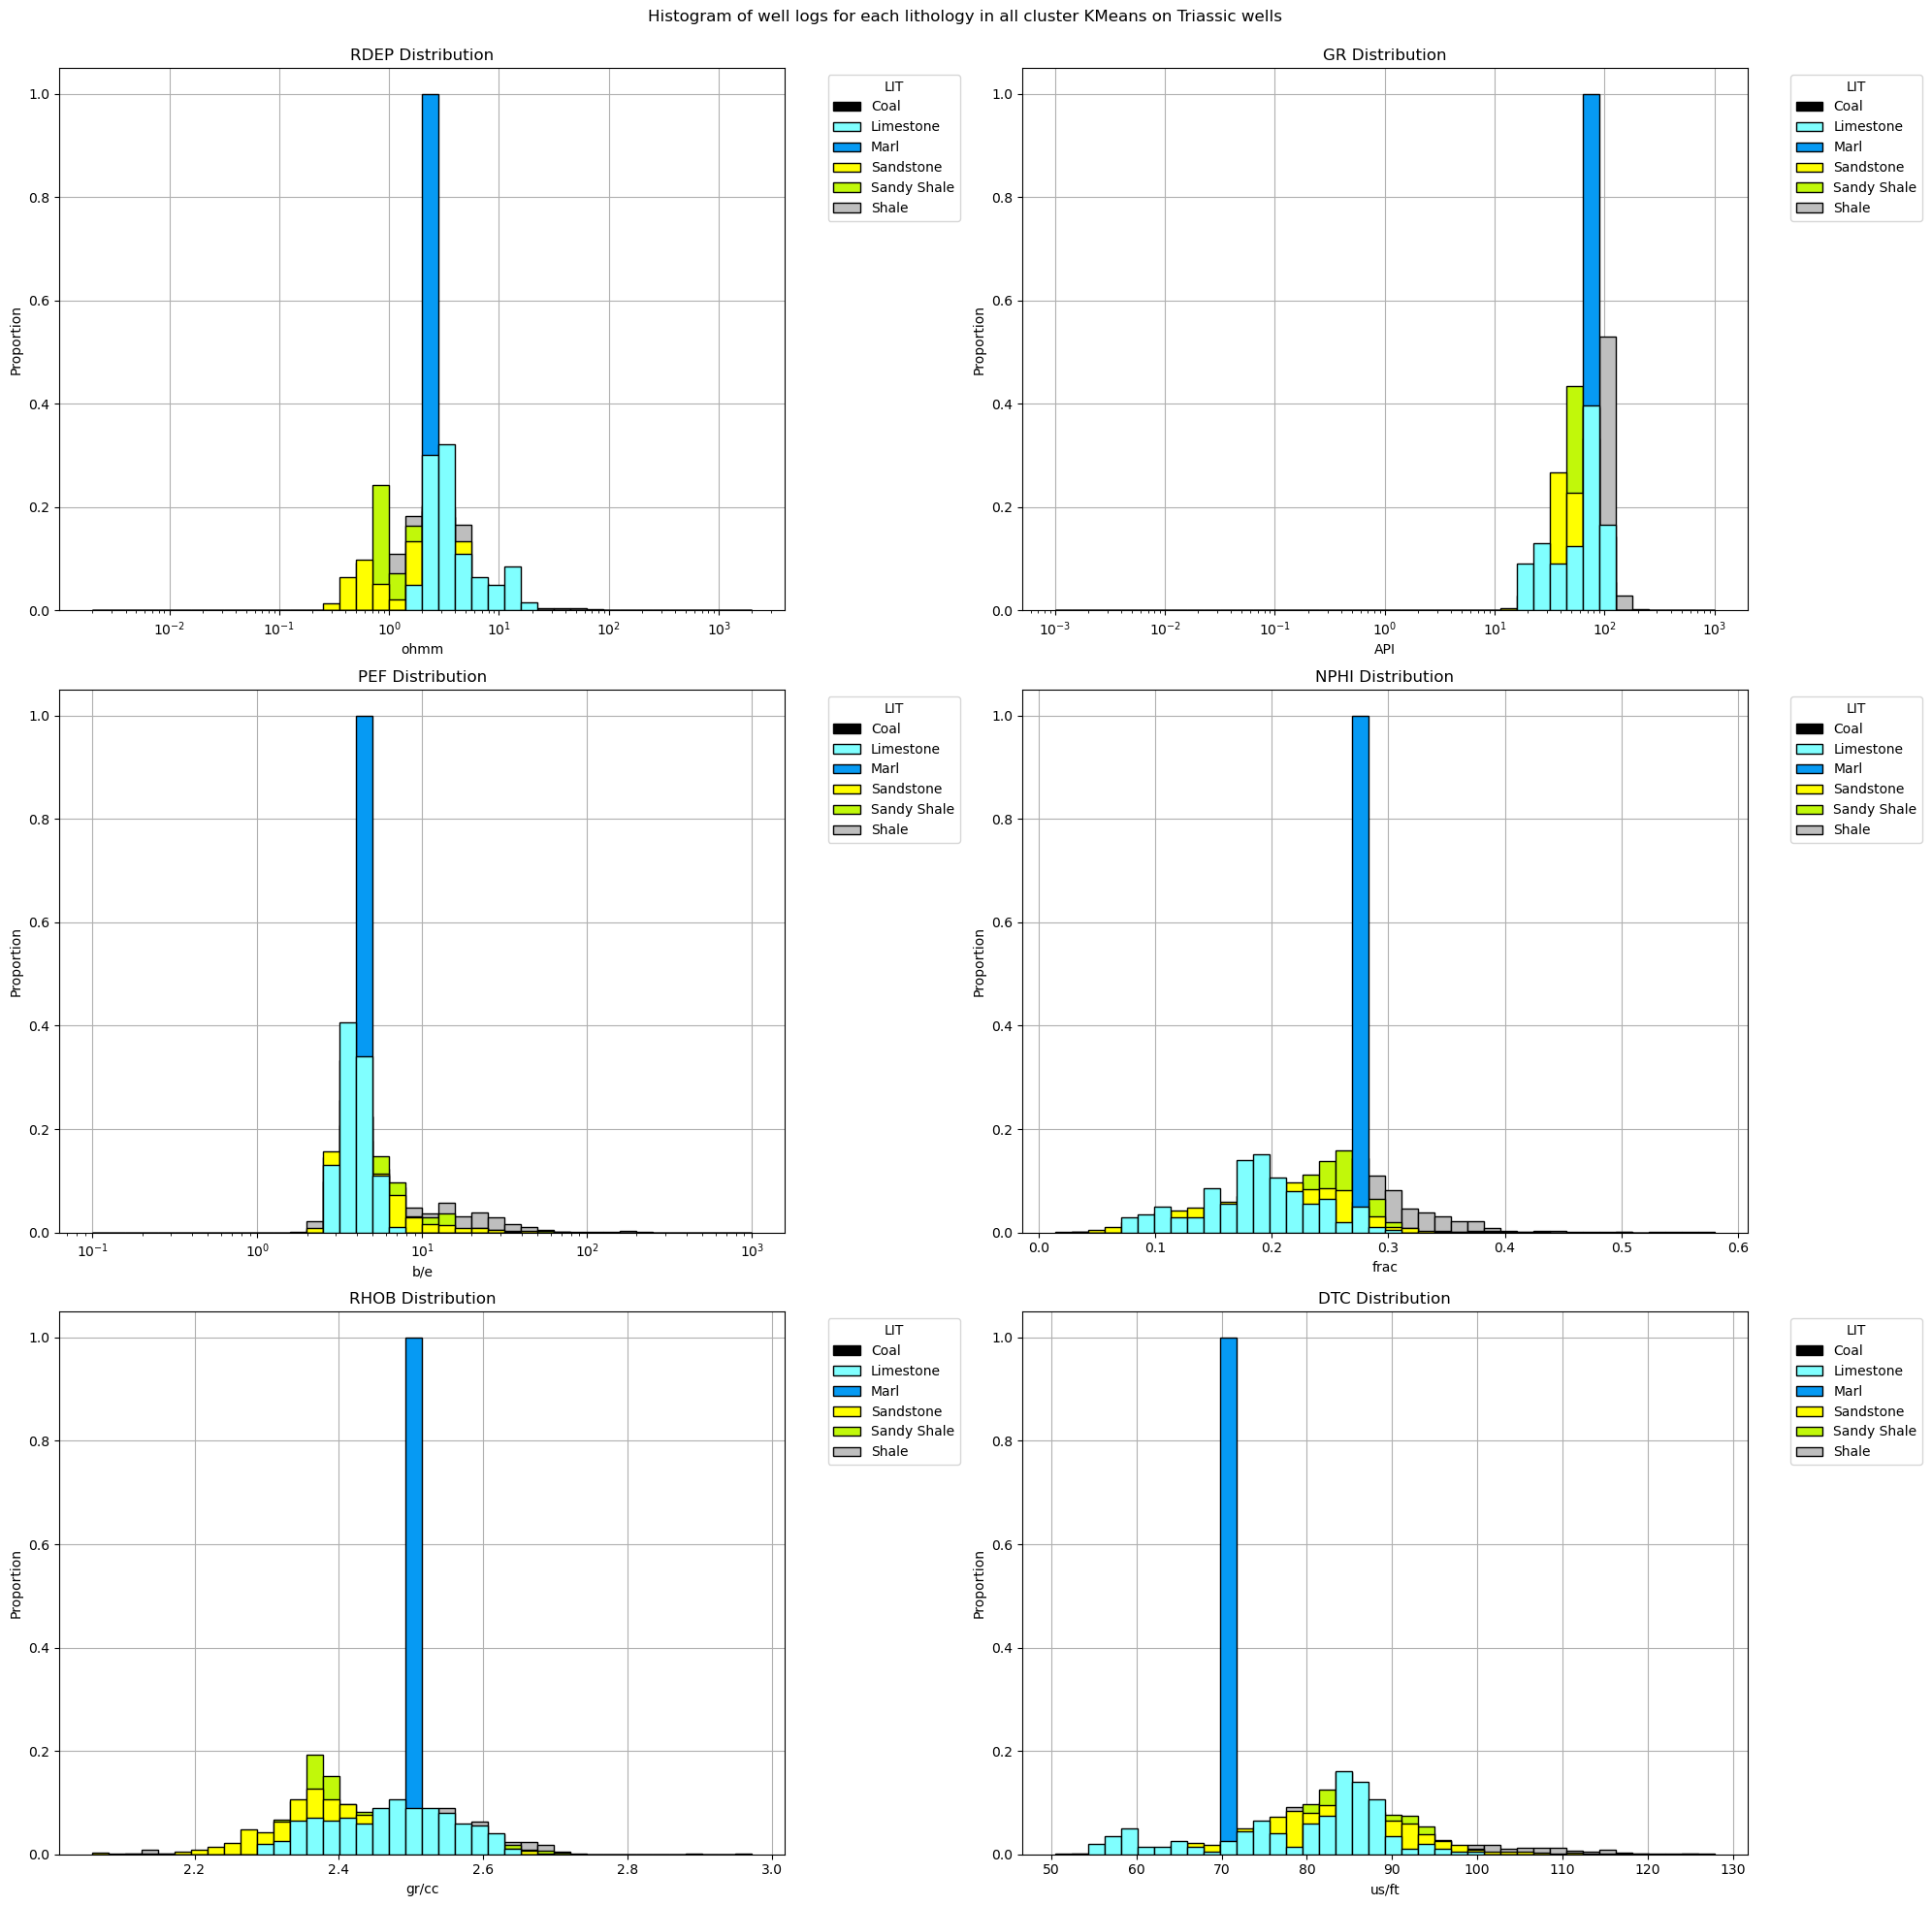 Histogram of well logs for each lithology in all cluster KMeans on Triassic wells
RDEP Distribution
Proportion
1.0
0.8
0.6
0.4
0.2
0.0
10⁻²
10⁻¹
10⁰
10¹
10²
10³
ohmm
LIT
Coal
Limestone
Marl
Sandstone
Sandy Shale
Shale
GR Distribution
Proportion
1.0
0.8
0.6
0.4
0.2
0.0
10⁻³
10⁻²
10⁻¹
10⁰
10¹
10²
10³
API
LIT
Coal
Limestone
Marl
Sandstone
Sandy Shale
Shale
PEF Distribution
Proportion
1.0
0.8
0.6
0.4
0.2
0.0
10⁻¹
10⁰
10¹
10²
10³
b/e
LIT
Coal
Limestone
Marl
Sandstone
Sandy Shale
Shale
NPHI Distribution
Proportion
1.0
0.8
0.6
0.4
0.2
0.0
0.0
0.1
0.2
0.3
0.4
0.5
0.6
frac
LIT
Coal
Limestone
Marl
Sandstone
Sandy Shale
Shale
RHOB Distribution
Proportion
1.0
0.8
0.6
0.4
0.2
0.0
2.2
2.4
2.6
2.8
3.0
gr/cc
LIT
Coal
Limestone
Marl
Sandstone
Sandy Shale
Shale
DTC Distribution
Proportion
1.0
0.8
0.6
0.4
0.2
0.0
50
60
70
80
90
100
110
120
130
us/ft
LIT
Coal
Limestone
Marl
Sandstone
Sandy Shale
Shale